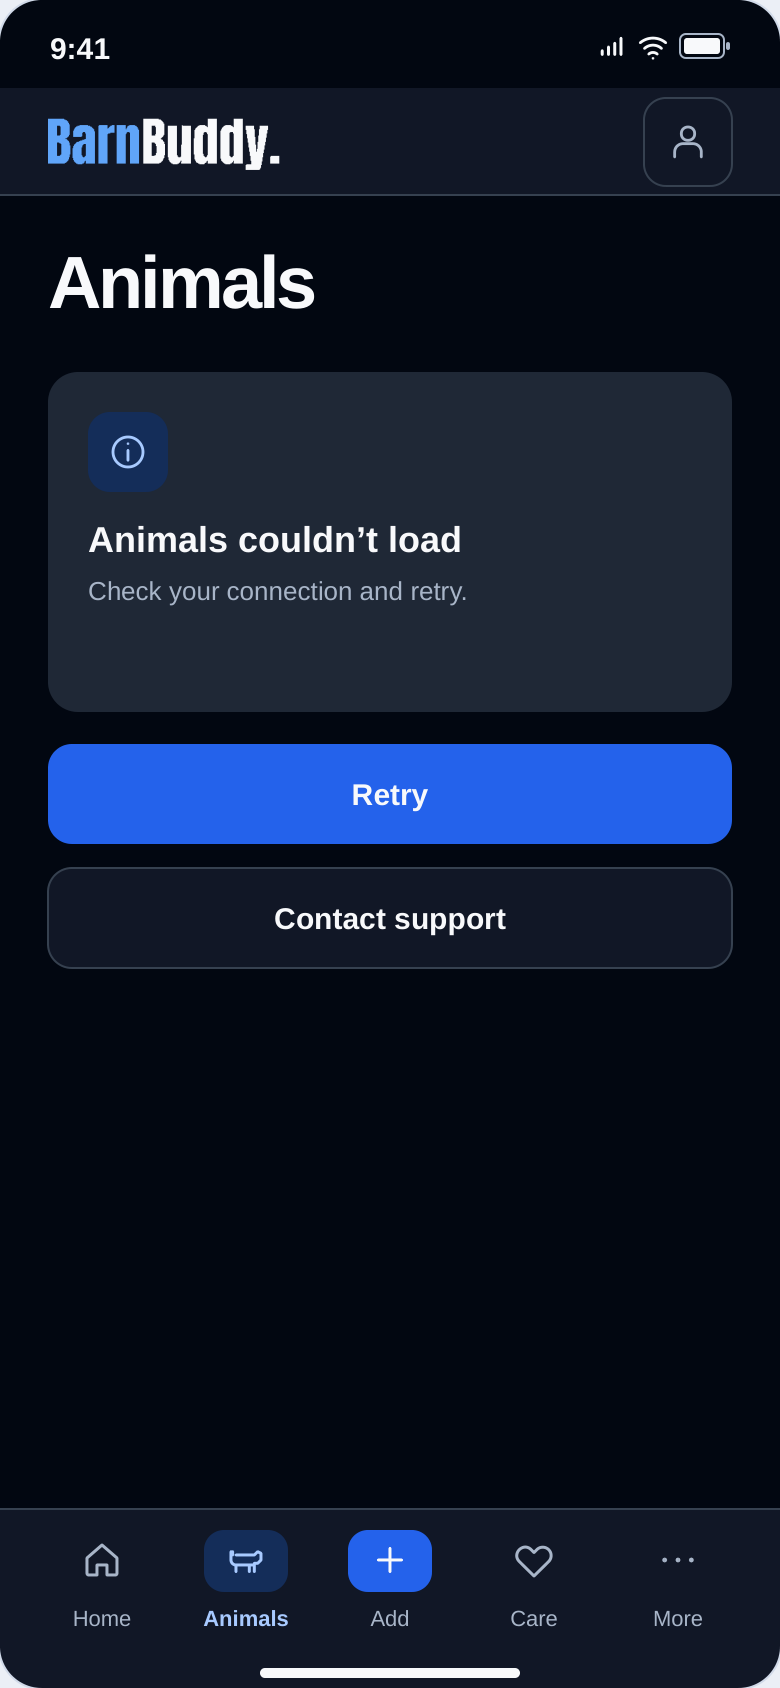 9:41
BarnBuddy.
Animals
Animals couldn’t load
Check your connection and retry.
Retry
Contact support
Home
Animals
Add
Care
More